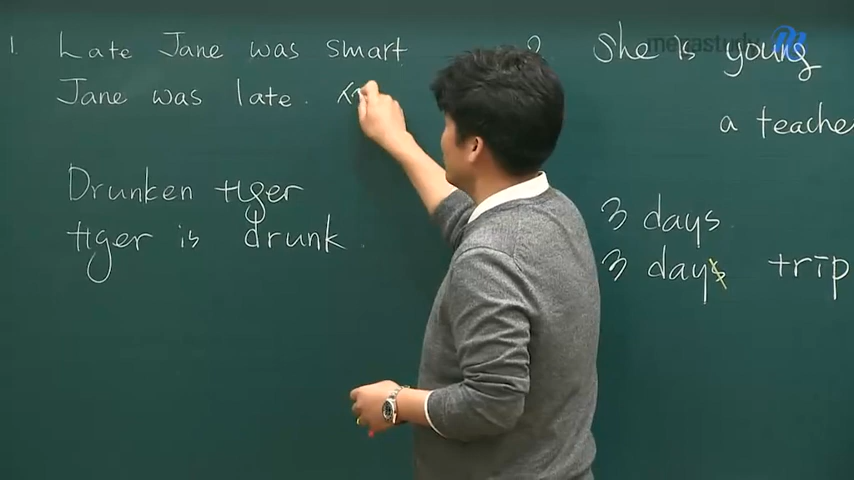 1. Late Jane was smart
Jane was late.
Drunken tiger
tiger is drunk.
2. She is young
a teacher
3 days
3 days trip
megastudy